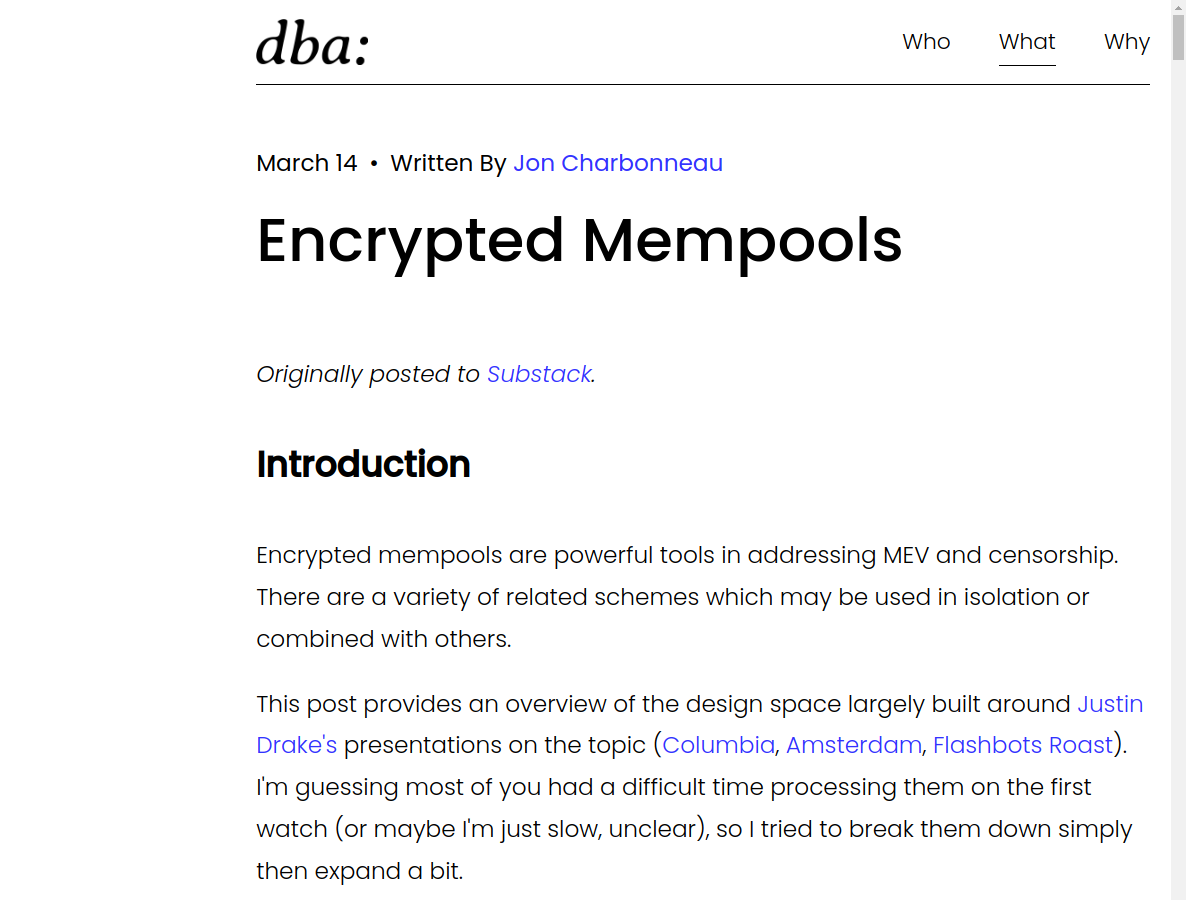 dba:
Who What Why
March 14 • Written By Jon Charbonneau
Encrypted Mempools
Originally posted to Substack.
Introduction
Encrypted mempools are powerful tools in addressing MEV and censorship.
There are a variety of related schemes which may be used in isolation or
combined with others.
This post provides an overview of the design space largely built around Justin
Drake's presentations on the topic (Columbia, Amsterdam, Flashbots Roast).
I'm guessing most of you had a difficult time processing them on the first
watch (or maybe I'm just slow, unclear), so I tried to break them down simply
then expand a bit.